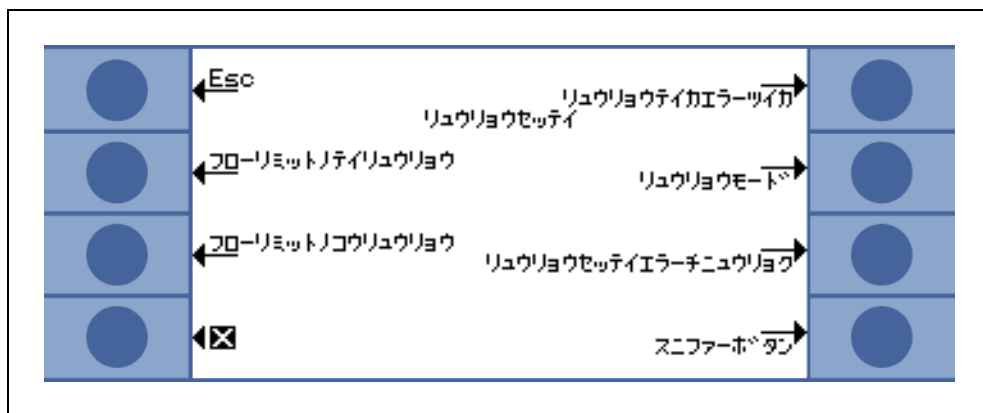 Esc
リュウリョウテイカエラーツイカ
リュウリョウセッテイ
フローリミットノテイリュウリョウ
リュウリョウモード
フローリミットノコウリュウリョウ
リュウリョウセッテイエラーチニュウリョク
スニファーボタン